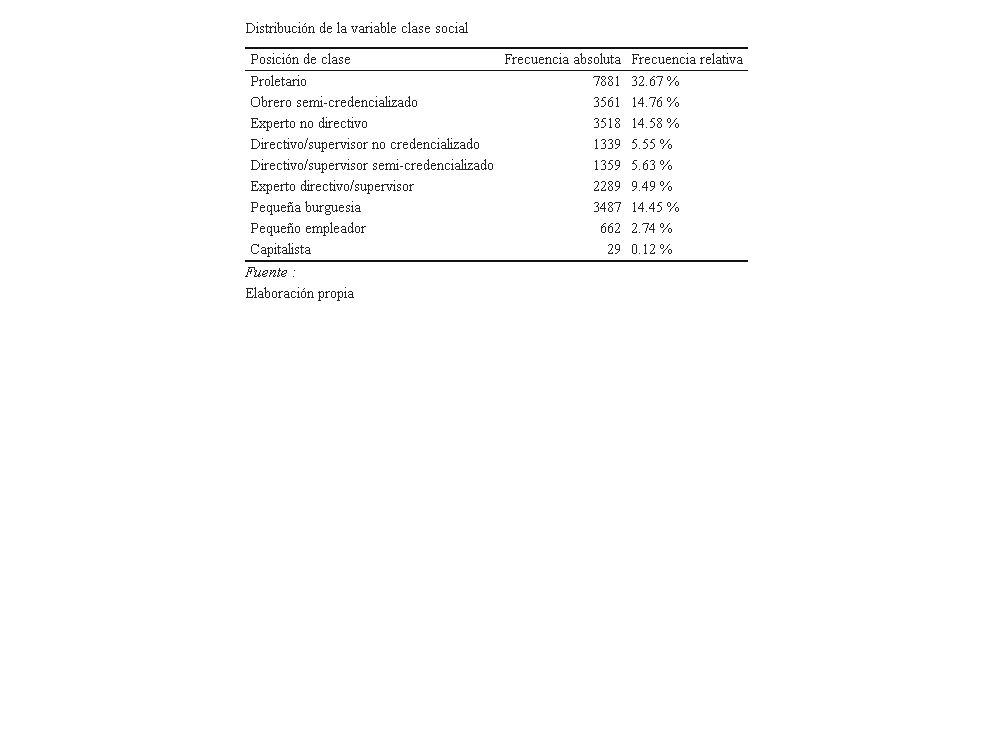 Distribución de la variable clase social
Posición de clase Frecuencia absoluta Frecuencia relativa
Proletario 7881 32.67 %
Obrero semi-credencializado 3561 14.76 %
Experto no directivo 3518 14.58 %
Directivo/supervisor no credencializado 1339 5.55 %
Directivo/supervisor semi-credencializado 1359 5.63 %
Experto directivo/supervisor 2289 9.49 %
Pequeña burguesia 3487 14.45 %
Pequeño empleador 662 2.74 %
Capitalista 29 0.12 %
Fuente :
Elaboración propia